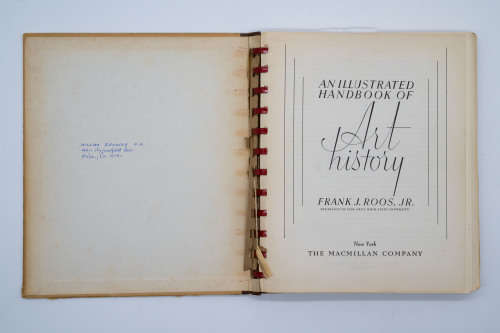 AN ILLUSTRATED
HANDBOOK OF
Art
history
FRANK J. ROOS, JR.
New York
THE MACMILLAN COMPANY